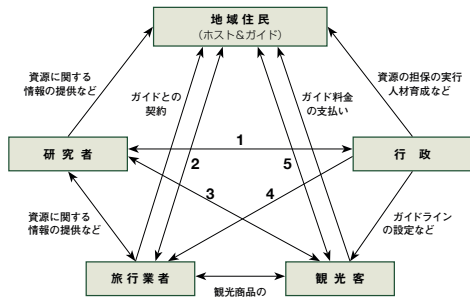 地域住民
(ホスト&ガイド)
資源に関する
情報の提供など
ガイドとの
契約
ガイド料金
の支払い
資源の担保の実行
人材育成など
研究者
1
行政
2
5
3
4
資源に関する
情報の提供など
ガイドライン
の設定など
旅行業者
観光客
観光商品の